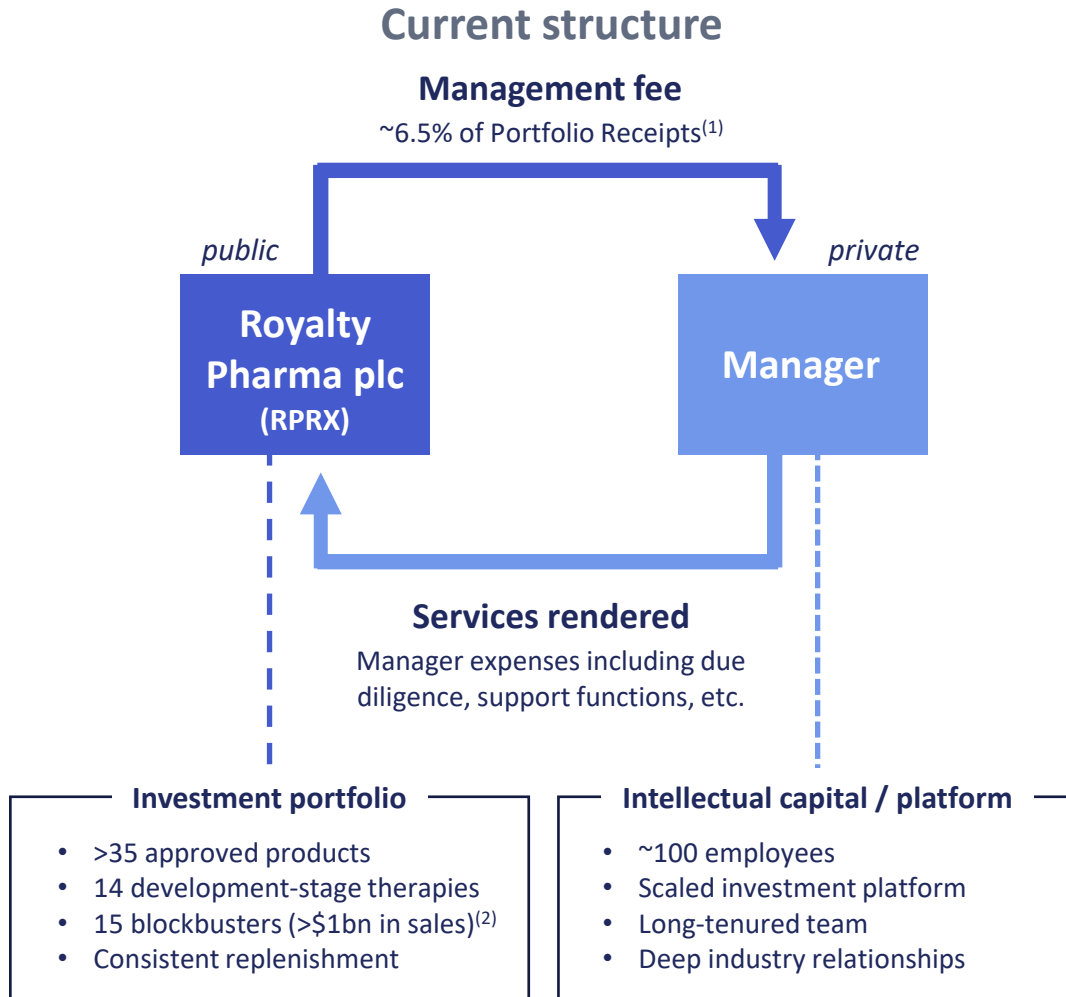 Current structure
Management fee
~6.5% of Portfolio Receipts(1)
public
private
Royalty
Pharma plc
(RPRX)
Manager
Services rendered
Manager expenses including due
diligence, support functions, etc.
Investment portfolio
• >35 approved products
• 14 development-stage therapies
• 15 blockbusters (>$1bn in sales)(2)
• Consistent replenishment
Intellectual capital / platform
• ~100 employees
• Scaled investment platform
• Long-tenured team
• Deep industry relationships